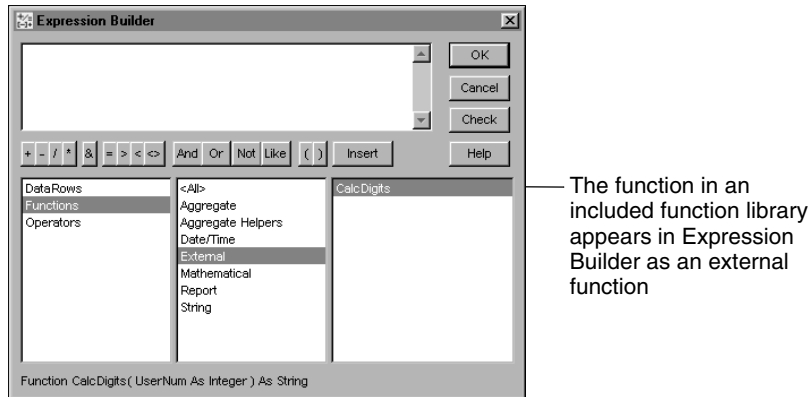 Expression Builder
OK
Cancel
Check
+ - / * & = > < <> And Or Not Like ( ) Insert Help
DataRows
Functions
Operators
<All>
Aggregate
Aggregate Helpers
Date/Time
External
Mathematical
Report
String
CalcDigits
Function CalcDigits( UserNum As Integer ) As String
The function in an
included function library
appears in Expression
Builder as an external
function